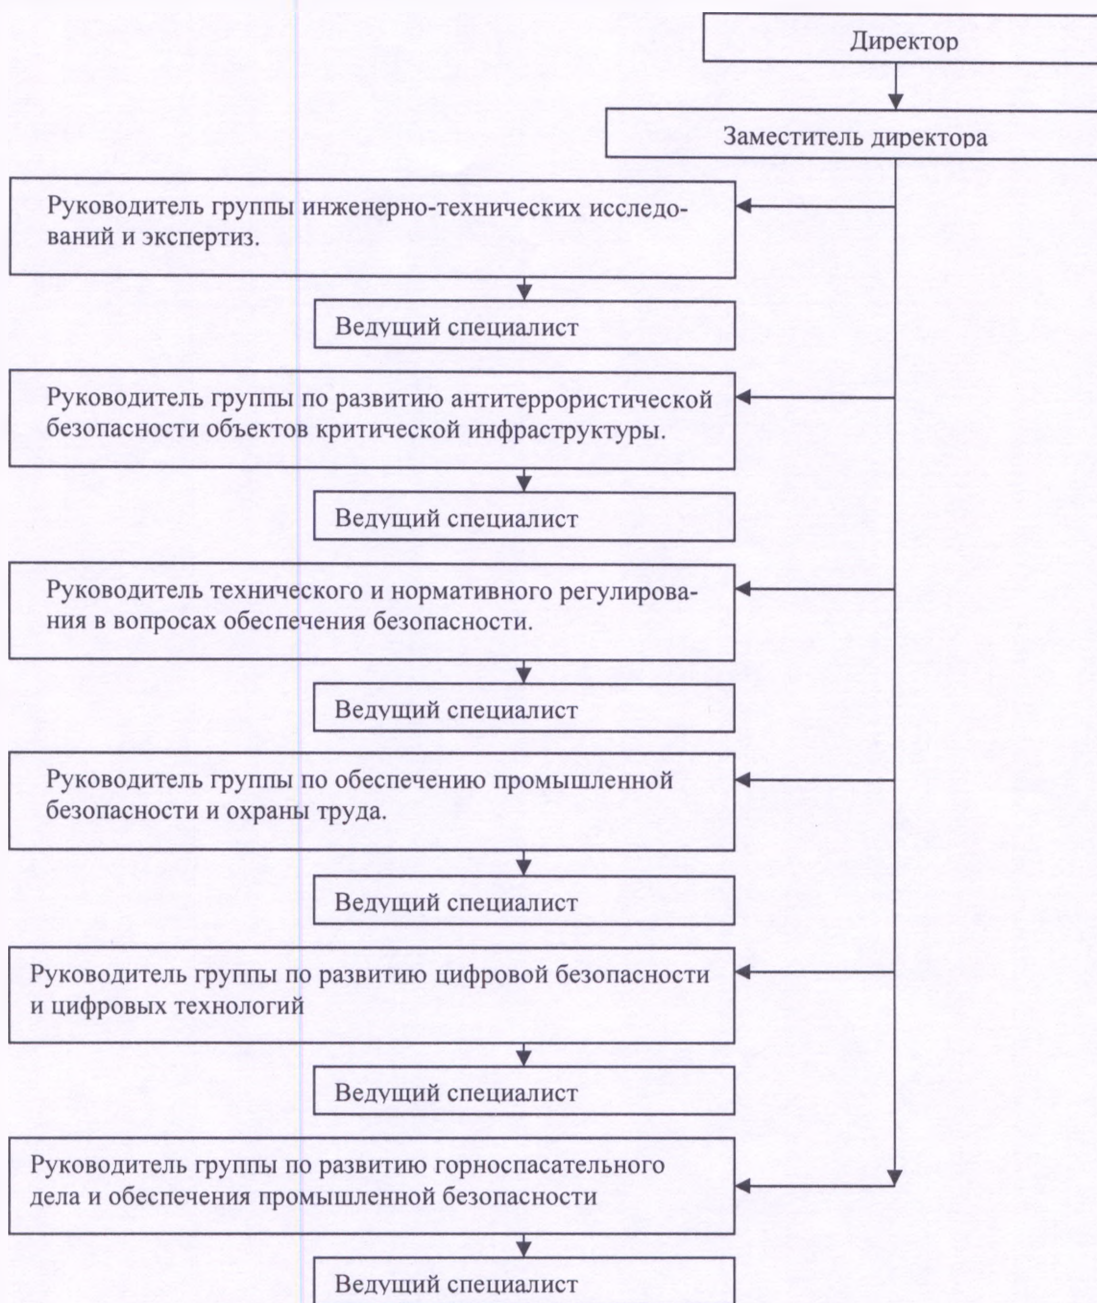 Директор
Заместитель директора
Руководитель группы инженерно-технических исследо-
ваний и экспертиз.
Ведущий специалист
Руководитель группы по развитию антитеррористической
безопасности объектов критической инфраструктуры.
Ведущий специалист
Руководитель технического и нормативного регулирова-
ния в вопросах обеспечения безопасности.
Ведущий специалист
Руководитель группы по обеспечению промышленной
безопасности и охраны труда.
Ведущий специалист
Руководитель группы по развитию цифровой безопасности
и цифровых технологий
Ведущий специалист
Руководитель группы по развитию горноспасательного
дела и обеспечения промышленной безопасности
Ведущий специалист